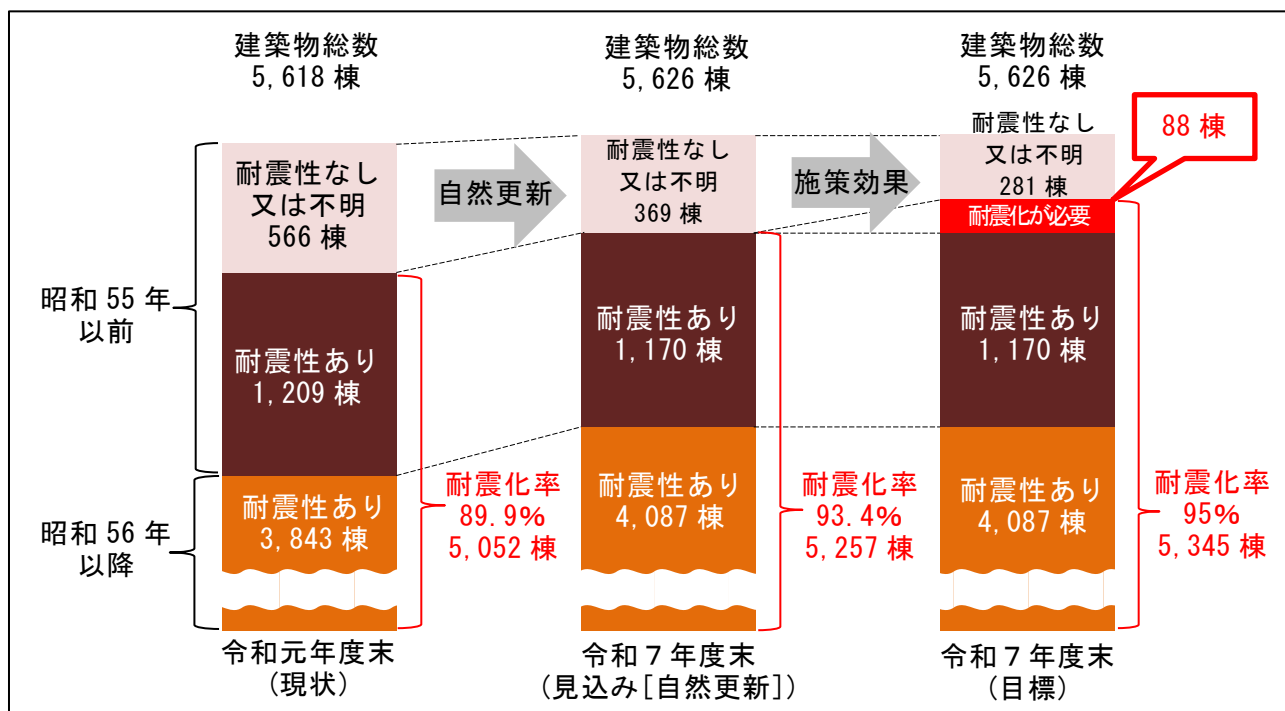 建築物総数
5,618 棟
建築物総数
5,626 棟
建築物総数
5,626 棟
88 棟
耐震性なし
又は不明
566 棟
自然更新
耐震性なし
又は不明
369 棟
施策効果
耐震性なし
又は不明
281 棟
耐震化が必要
昭和 55 年
以前
耐震性あり
1,209 棟
耐震性あり
1,170 棟
耐震性あり
1,170 棟
昭和 56 年
以降
耐震性あり
3,843 棟
耐震化率
89.9%
5,052 棟
耐震性あり
4,087 棟
耐震化率
93.4%
5,257 棟
耐震性あり
4,087 棟
耐震化率
95%
5,345 棟
令和元年度末
(現状)
令和７年度末
(見込み[自然更新])
令和７年度末
(目標)